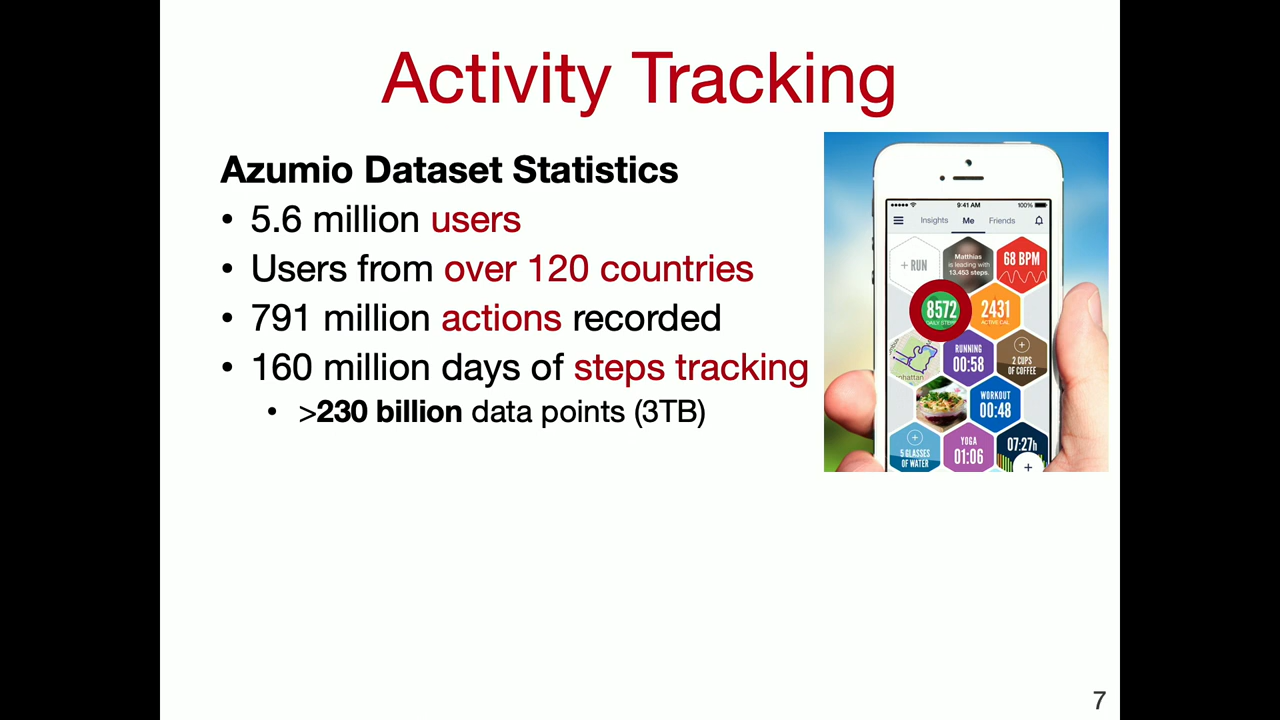 Activity Tracking
Azumio Dataset Statistics
• 5.6 million users
• Users from over 120 countries
• 791 million actions recorded
• 160 million days of steps tracking
• >230 billion data points (3TB)
9:41 AM
100%
Insights
Me
Friends
+ RUN
Matthias
is leading with
13.453 steps.
68 BPM
8572
DAILY STEPS
2431
ACTIVE CAL
RUNNING
00:58
2 CUPS
OF COFFEE
WORKOUT
00:48
5 GLASSES
OF WATER
YOGA
01:06
07:27h
+
7